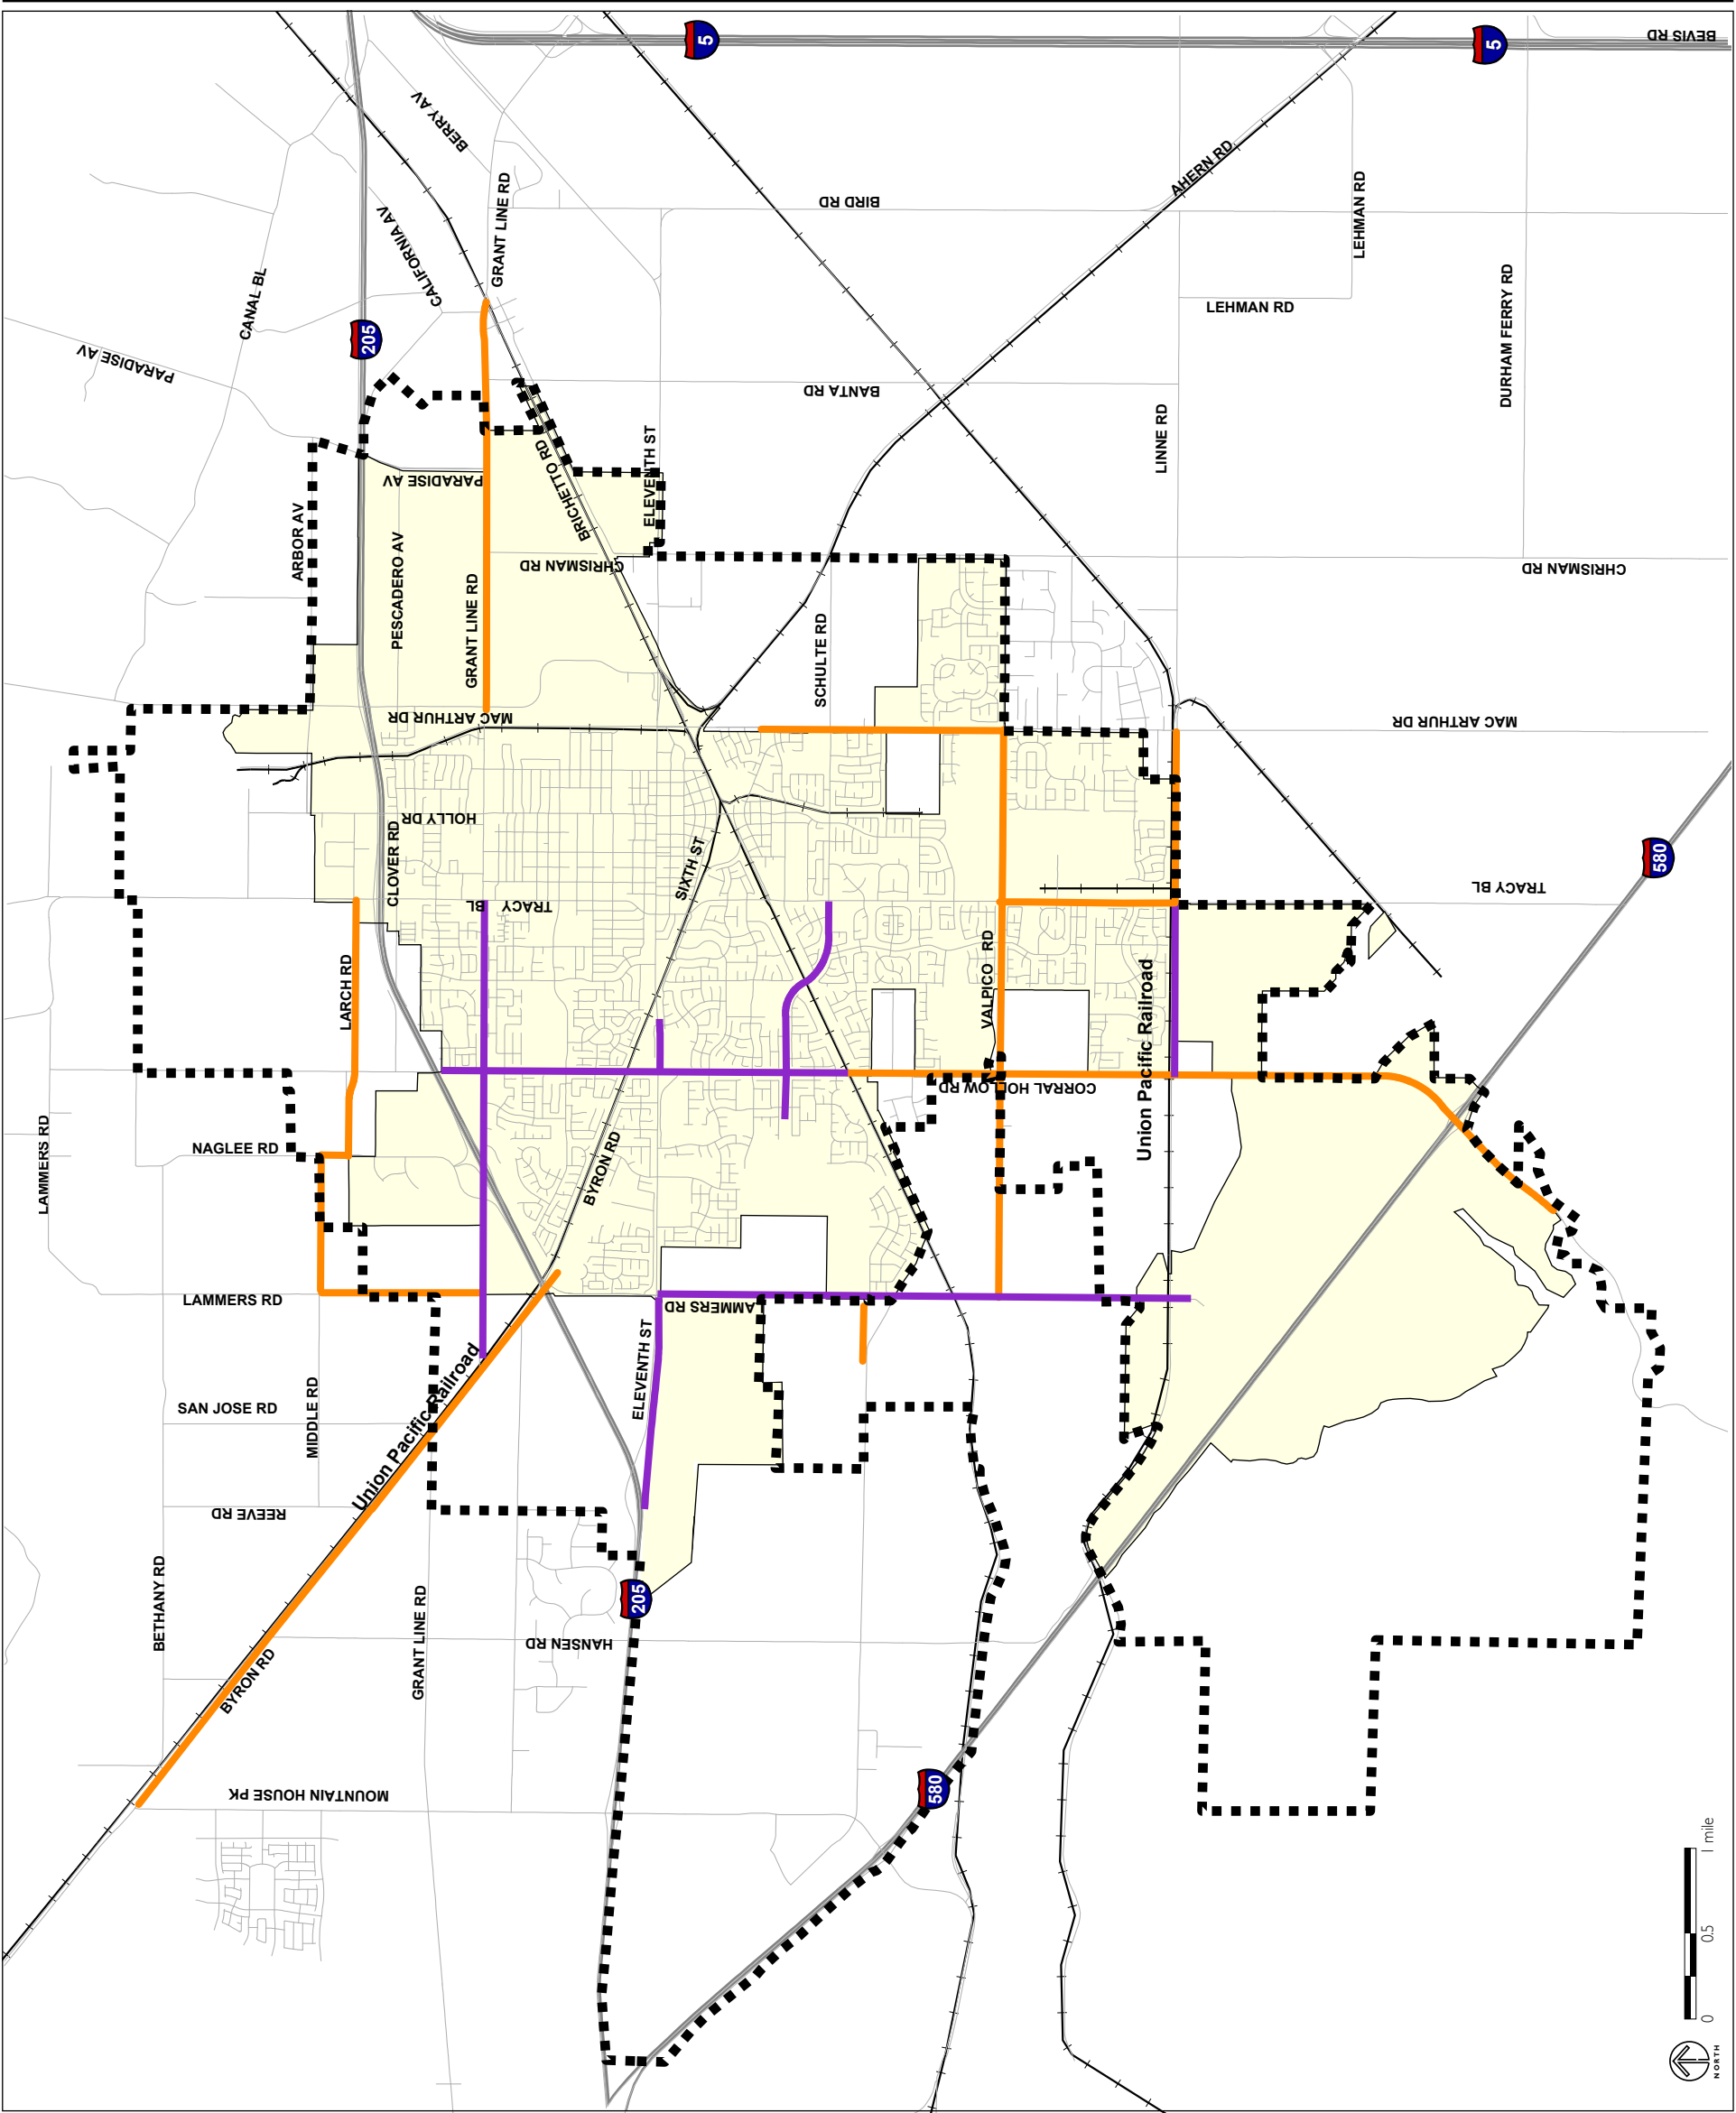 BEVIS RD
5
5
BERRY AV
CALIFORNIA AV
GRANT LINE RD
BIRD RD
AHERN RD
LEHMAN RD
CANAL BL
LEHMAN RD
DURHAM FERRY RD
PARADISE AV
205
BANTA RD
LINNE RD
PARADISE AV
BRICHETTO RD
ELEVENTH ST
ARBOR AV
PESCADERO AV
CHRISMAN RD
CHRISMAN RD
GRANT LINE RD
SCHULTE RD
MAC ARTHUR DR
MAC ARTHUR DR
HOLLY DR
CLOVER RD
SIXTH ST
580
TRACY BL
TRACY BL
LARCH RD
VALPICO RD
Union Pacific Railroad
CORRAL HOLLOW RD
LAMMERS RD
NAGLEE RD
BYRON RD
LAMMERS RD
LAMMERS RD
ELEVENTH ST
Union Pacific Railroad
SAN JOSE RD
MIDDLE RD
REEVE RD
BETHANY RD
205
GRANT LINE RD
HANSEN RD
BYRON RD
MOUNTAIN HOUSE PK
580
0 0.5 1 mile
NORTH